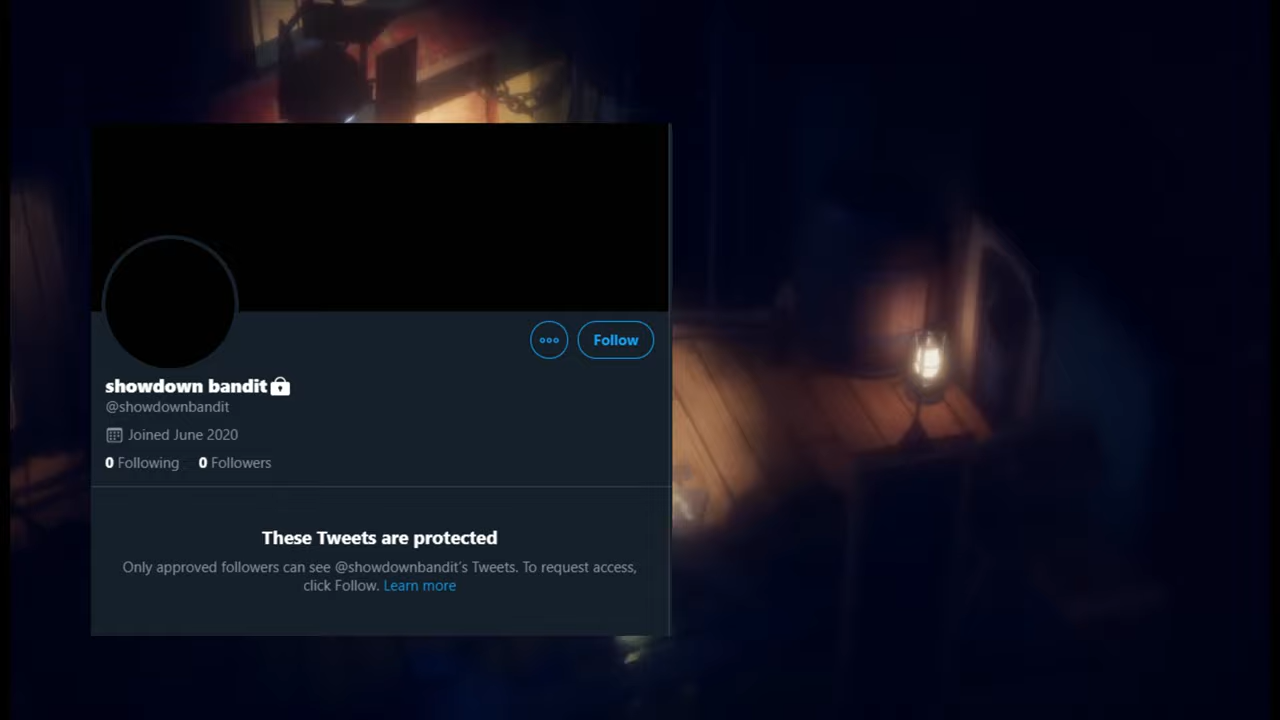 Follow
showdown bandit
@showdownbandit
Joined June 2020
0 Following 0 Followers
These Tweets are protected
Only approved followers can see @showdownbandit's Tweets. To request access,
click Follow. Learn more